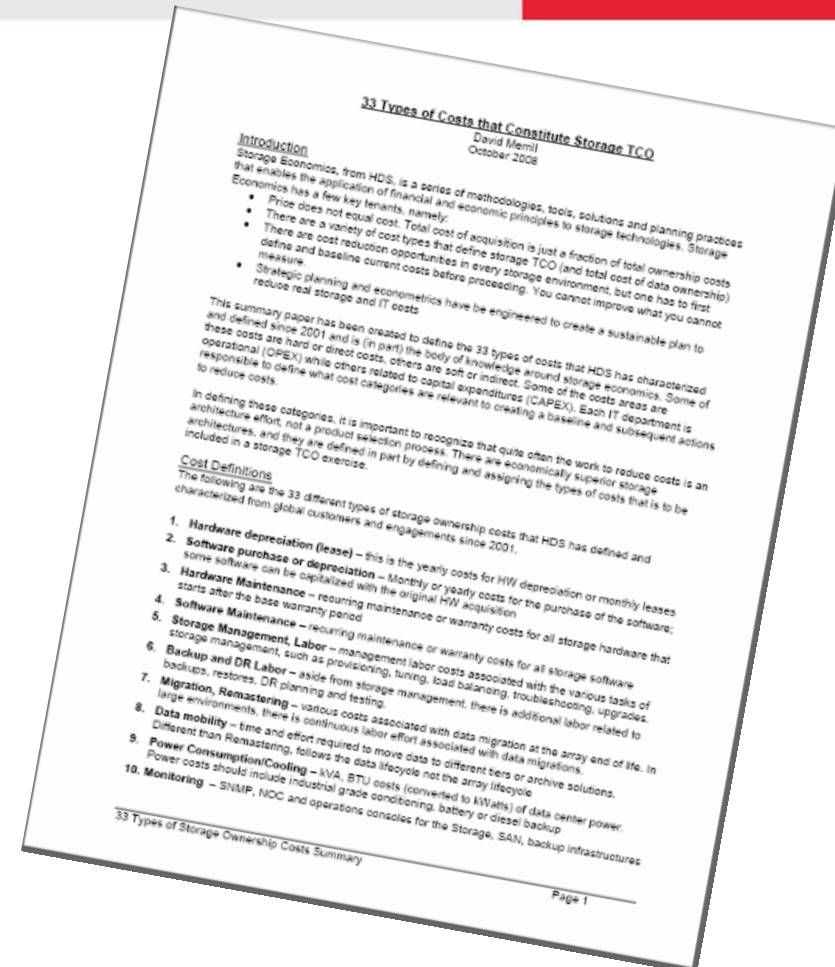 33 Types of Costs that Constitute Storage TCO
David Merrill
October 2008
Introduction
Storage Economics, from HDS, is a series of methodologies, tools, solutions and planning practices
that enables the application of financial and economic principles to storage technologies. Storage
Economics has a few key tenants, namely:
• Price does not equal cost. Total cost of acquisition is just a fraction of total ownership costs
• There are a variety of cost types that define storage TCO (and total cost of data ownership)
• There are cost reduction opportunities in every storage environment, but one has to first
define and baseline current costs before proceeding. You cannot improve what you cannot
measure.
• Strategic planning and econometrics have be engineered to create a sustainable plan to
reduce real storage and IT costs
This summary paper has been created to define the 33 types of costs that HDS has characterized
and defined since 2001 and is (in part) the body of knowledge around storage economics. Some of
these costs are hard or direct costs, others are soft or indirect. Some of the costs areas are
operational (OPEX) while others related to capital expenditures (CAPEX). Each IT department is
responsible to define what cost categories are relevant to creating a baseline and subsequent actions
to reduce costs.
In defining these categories, it is important to recognize that quite often the work to reduce costs is an
architecture effort, not a product selection process. There are economically superior storage
architectures, and they are defined in part by defining and assigning the types of costs that is to be
included in a storage TCO exercise.
Cost Definitions
The following are the 33 different types of storage ownership costs that HDS has defined and
characterized from global customers and engagements since 2001.
1. Hardware depreciation (lease) – this is the yearly costs for HW depreciation or monthly leases
2. Software purchase or depreciation – Monthly or yearly costs for the purchase of the software;
some software can be capitalized with the original HW acquisition
3. Hardware Maintenance – recurring maintenance or warranty costs for all storage hardware that
starts after the base warranty period
4. Software Maintenance – recurring maintenance or warranty costs for all storage software
5. Storage Management, Labor – management labor costs associated with the various tasks of
storage management, such as provisioning, tuning, load balancing, troubleshooting, upgrades.
6. Backup and DR Labor – aside from storage management, there is additional labor related to
backups, restores, DR planning and testing.
7. Migration, Remastering – various costs associated with data migration at the array end of life. In
large environments, there is continuous labor effort associated with data migrations.
8. Data mobility – time and effort required to move data to different tiers or archive solutions.
Different than Remastering, follows the data lifecycle not the array lifecycle
9. Power Consumption/Cooling – kVA, BTU costs (converted to kWatts) of data center power.
Power costs should include industrial grade conditioning, battery or diesel backup
10. Monitoring – SNMP, NOC and operations consoles for the Storage, SAN, backup infrastructures
33 Types of Storage Ownership Costs Summary
Page 1